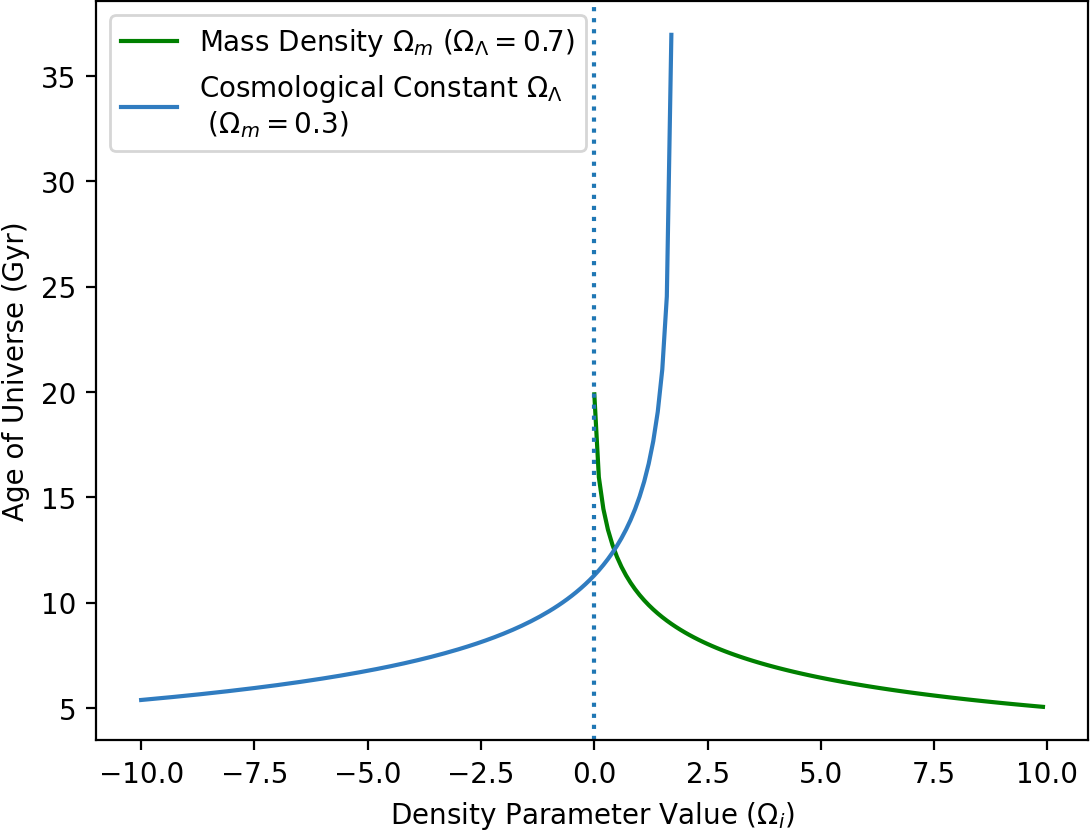 Mass Density Ωₘ (Ω_Λ = 0.7)
Cosmological Constant Ω_Λ
(Ωₘ = 0.3)
Age of Universe (Gyr)
35
30
25
20
15
10
5
−10.0 −7.5 −5.0 −2.5 0.0 2.5 5.0 7.5 10.0
Density Parameter Value (Ωᵢ)